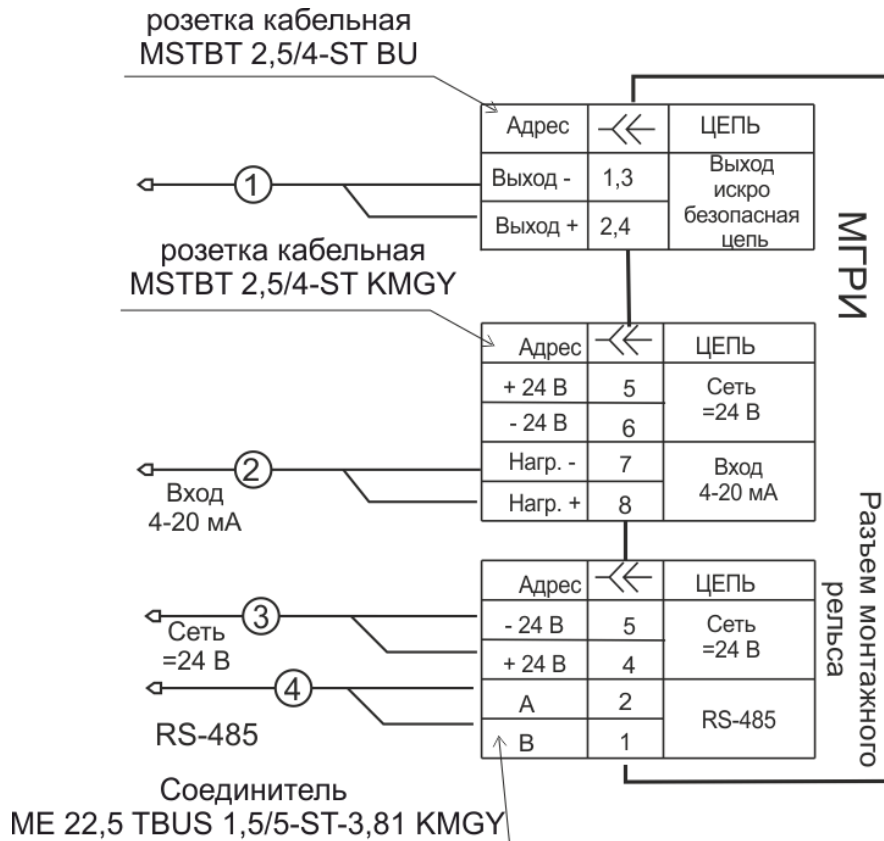 розетка кабельная
MSTBT 2,5/4-ST BU
Адрес ЦЕПЬ
Выход - 1,3
Выход + 2,4
Выход
искро
безопасная
цепь
1
розетка кабельная
MSTBT 2,5/4-ST KMGY
МГРИ
Адрес ЦЕПЬ
+ 24 В 5
- 24 В 6
Сеть
=24 В
Нагр. - 7
Нагр. + 8
Вход
4-20 мА
2
Вход
4-20 мА
Адрес ЦЕПЬ
- 24 В 5
+ 24 В 4
Сеть
=24 В
A 2
B 1
RS-485
3
Сеть
=24 В
4
RS-485
Разъем монтажного
рельса
Соединитель
ME 22,5 TBUS 1,5/5-ST-3,81 KMGY